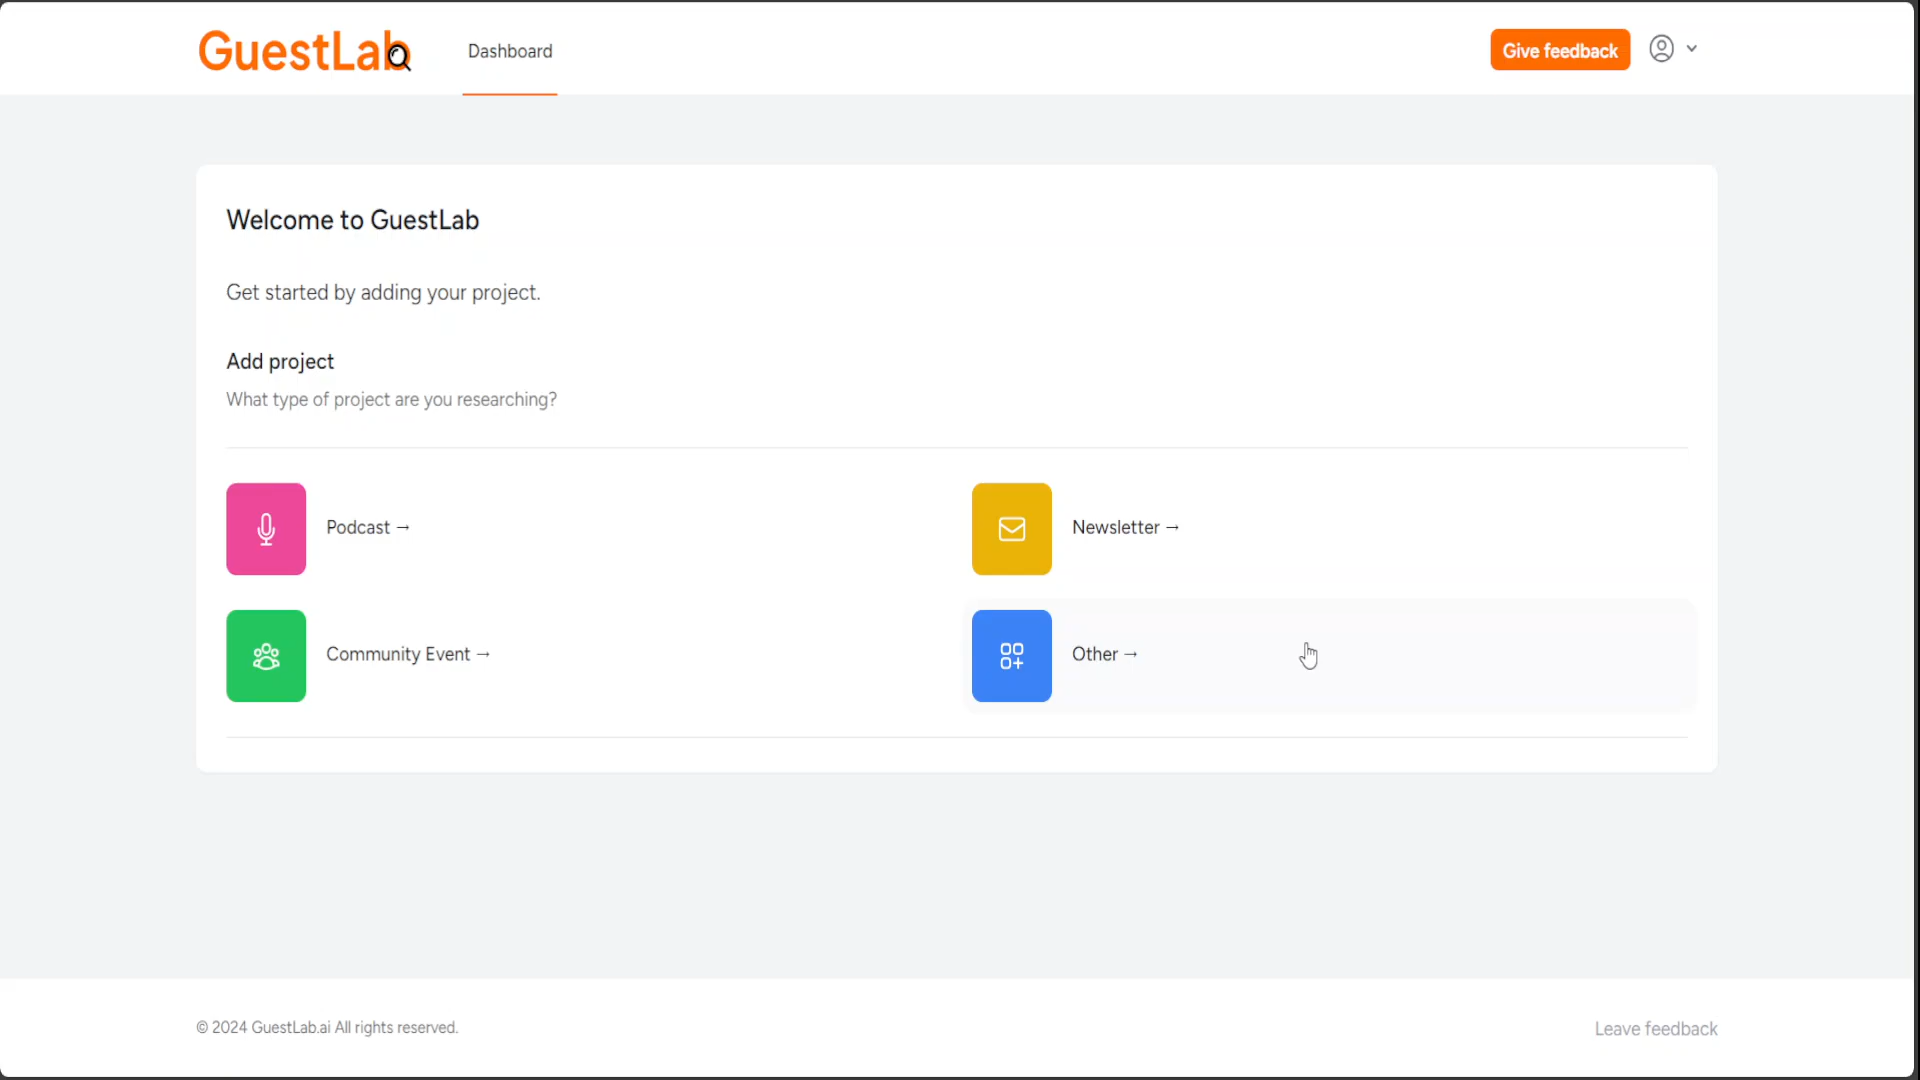 GuestLab
Dashboard
Give feedback
Welcome to GuestLab
Get started by adding your project.
Add project
What type of project are you researching?
Podcast →
Newsletter →
Community Event →
Other →
© 2024 GuestLab.ai All rights reserved.
Leave feedback